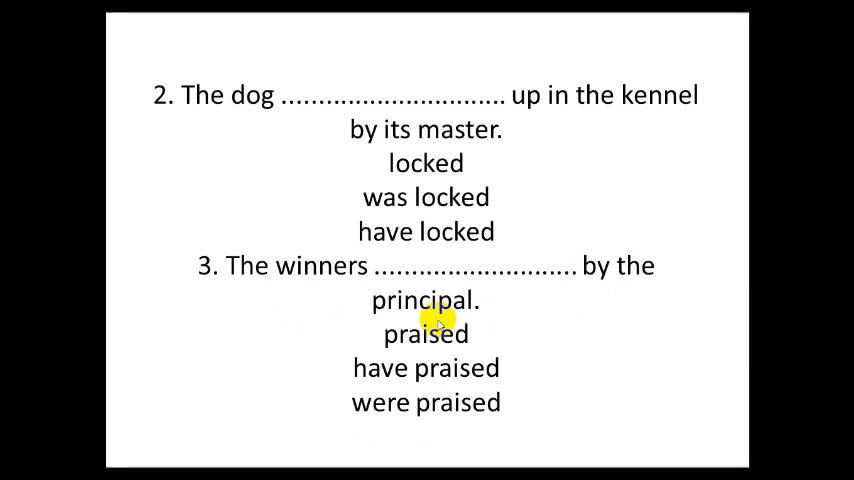 2. The dog .............................. up in the kennel
by its master.
locked
was locked
have locked
3. The winners ........................... by the
principal.
praised
have praised
were praised